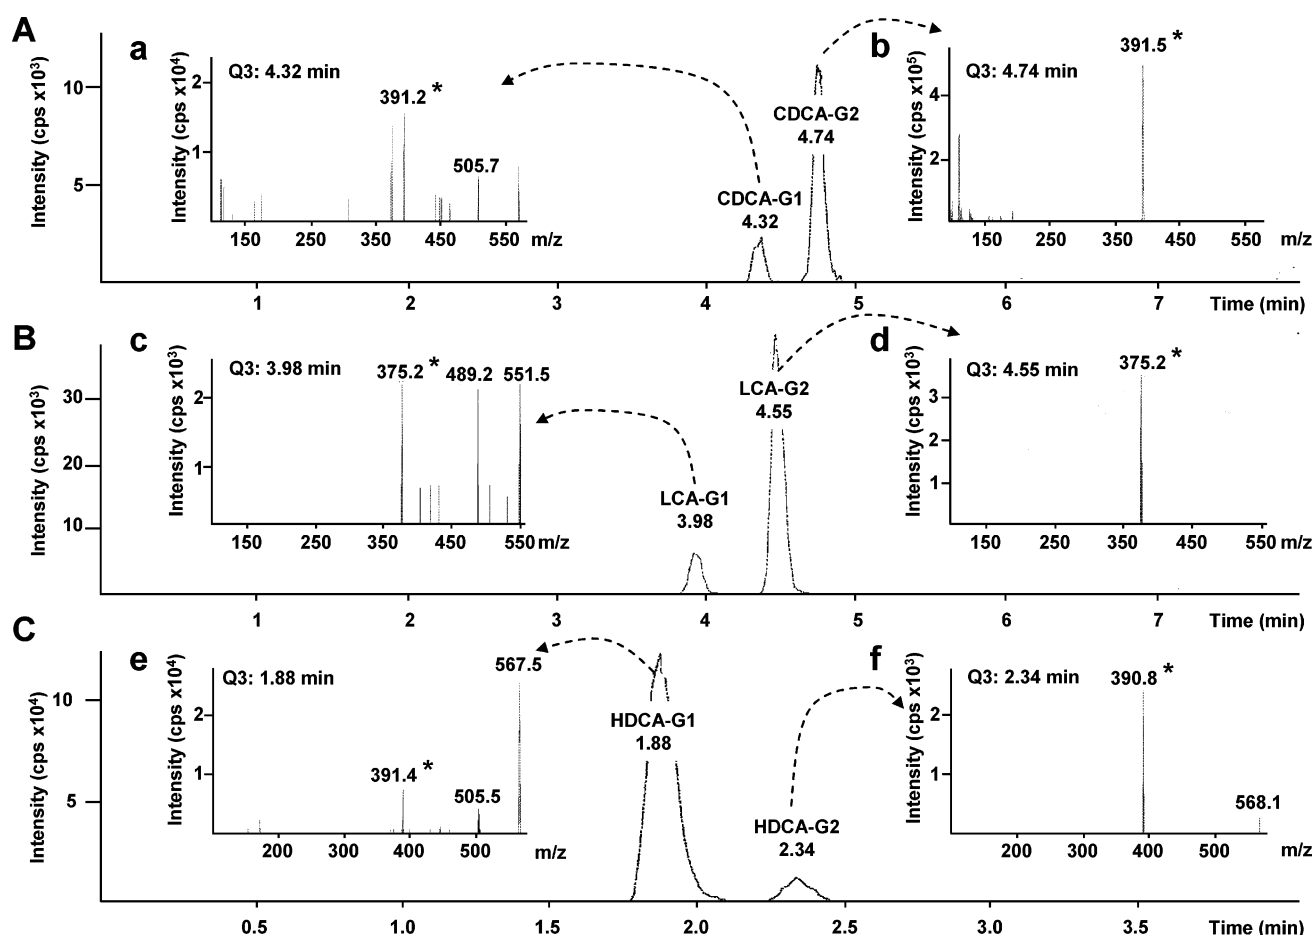 A
Intensity (cps x10³)
10
5
a
Intensity (cps x10⁴)
2
1
Q3: 4.32 min
391.2 *
505.7
150 250 350 450 550 m/z
CDCA-G1
4.32
CDCA-G2
4.74
b
Intensity (cps x10⁵)
4
2
Q3: 4.74 min
391.5 *
150 250 350 450 550 m/z
1 2 3 4 5 6 7 Time (min)
B
Intensity (cps x10³)
30
20
10
c
Intensity (cps x10³)
2
1
Q3: 3.98 min
375.2 * 489.2 551.5
150 250 350 450 550 m/z
LCA-G1
3.98
LCA-G2
4.55
d
Intensity (cps x10³)
3
2
1
Q3: 4.55 min
375.2 *
150 250 350 450 550 m/z
1 2 3 4 5 6 7 Time (min)
C
Intensity (cps x10⁴)
10
5
e
Intensity (cps x10⁴)
2
1
Q3: 1.88 min
567.5
391.4 *
505.5
200 300 400 500 m/z
HDCA-G1
1.88
HDCA-G2
2.34
f
Intensity (cps x10³)
2
1
Q3: 2.34 min
390.8 *
568.1
200 300 400 500 m/z
0.5 1.0 1.5 2.0 2.5 3.0 3.5 Time (min)